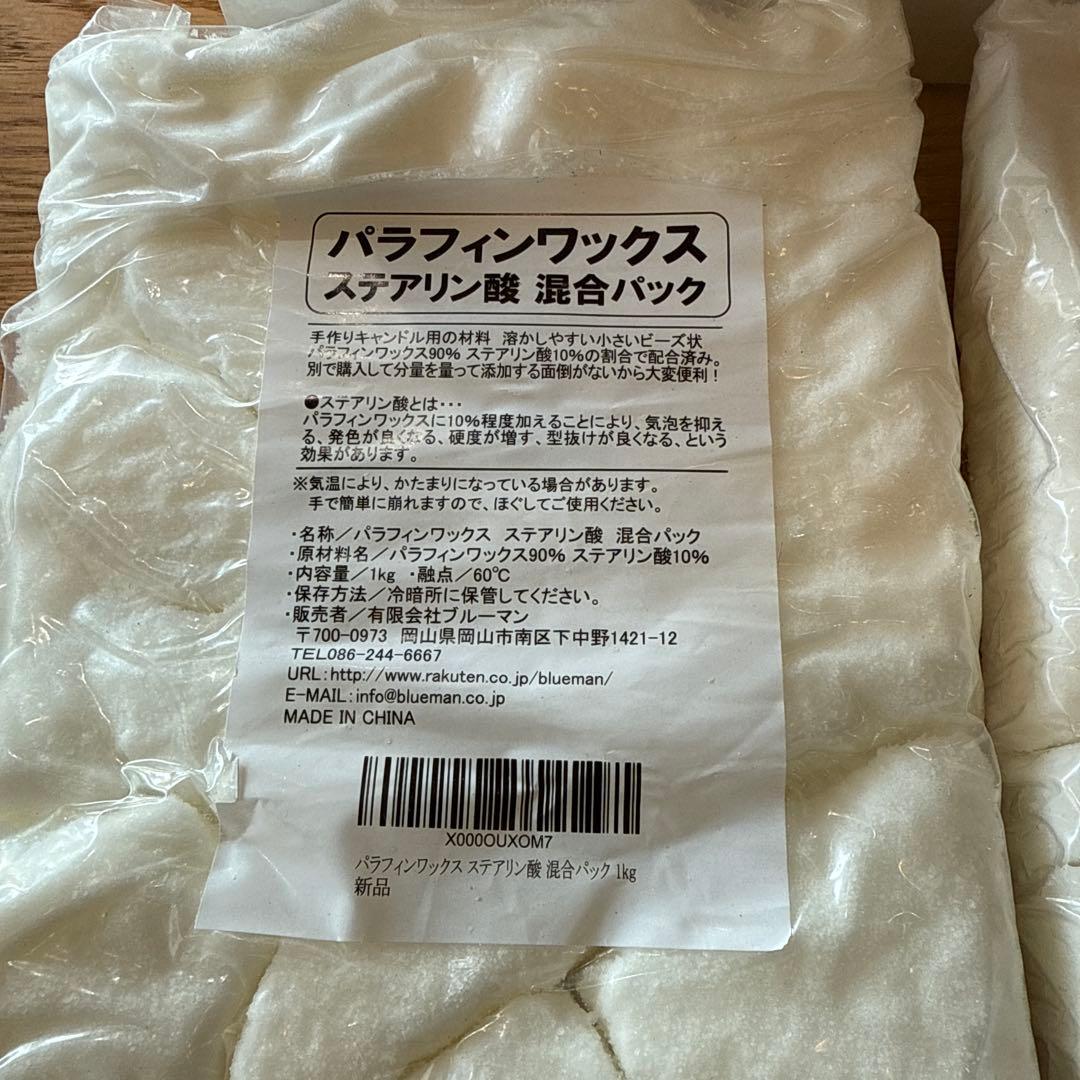 パラフィンワックス
ステアリン酸 混合パック
手作りキャンドル用の材料 溶かしやすい小さいビーズ状
パラフィンワックス90% ステアリン酸10%の割合で配合済み。
別で購入して分量を量って添加する面倒がないから大変便利!
●ステアリン酸とは・・・
パラフィンワックスに10%程度加えることにより、気泡を抑え
る、発色が良くなる、硬度が増す、型抜けが良くなる、という
効果があります。
※気温により、かたまりになっている場合があります。
手で簡単に崩れますので、ほぐしてご使用ください。
・名称/パラフィンワックス ステアリン酸 混合パック
・原材料名/パラフィンワックス90% ステアリン酸10%
・内容量/1kg ・融点/60℃
・保存方法/冷暗所に保管してください。
・販売者/有限会社ブルーマン
〒700-0973 岡山県岡山市南区下中野1421-12
TEL086-244-6667
URL:http://www.rakuten.co.jp/blueman/
E-MAIL:info@blueman.co.jp
MADE IN CHINA
X000OUXOM7
パラフィンワックス ステアリン酸 混合パック 1kg
新品